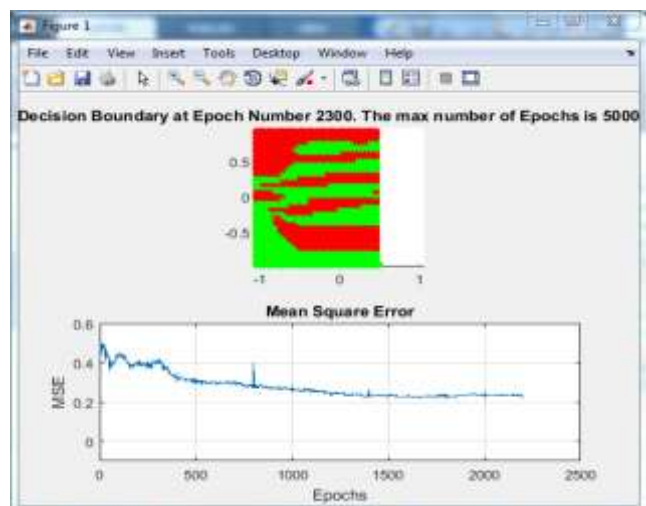 Figure 1
File Edit View Insert Tools Desktop Window Help
Decision Boundary at Epoch Number 2300. The max number of Epochs is 5000
0.5
0
-0.5
-1 0 1
Mean Square Error
0.6
0.4
0.2
0
MSE
0 500 1000 1500 2000 2500
Epochs